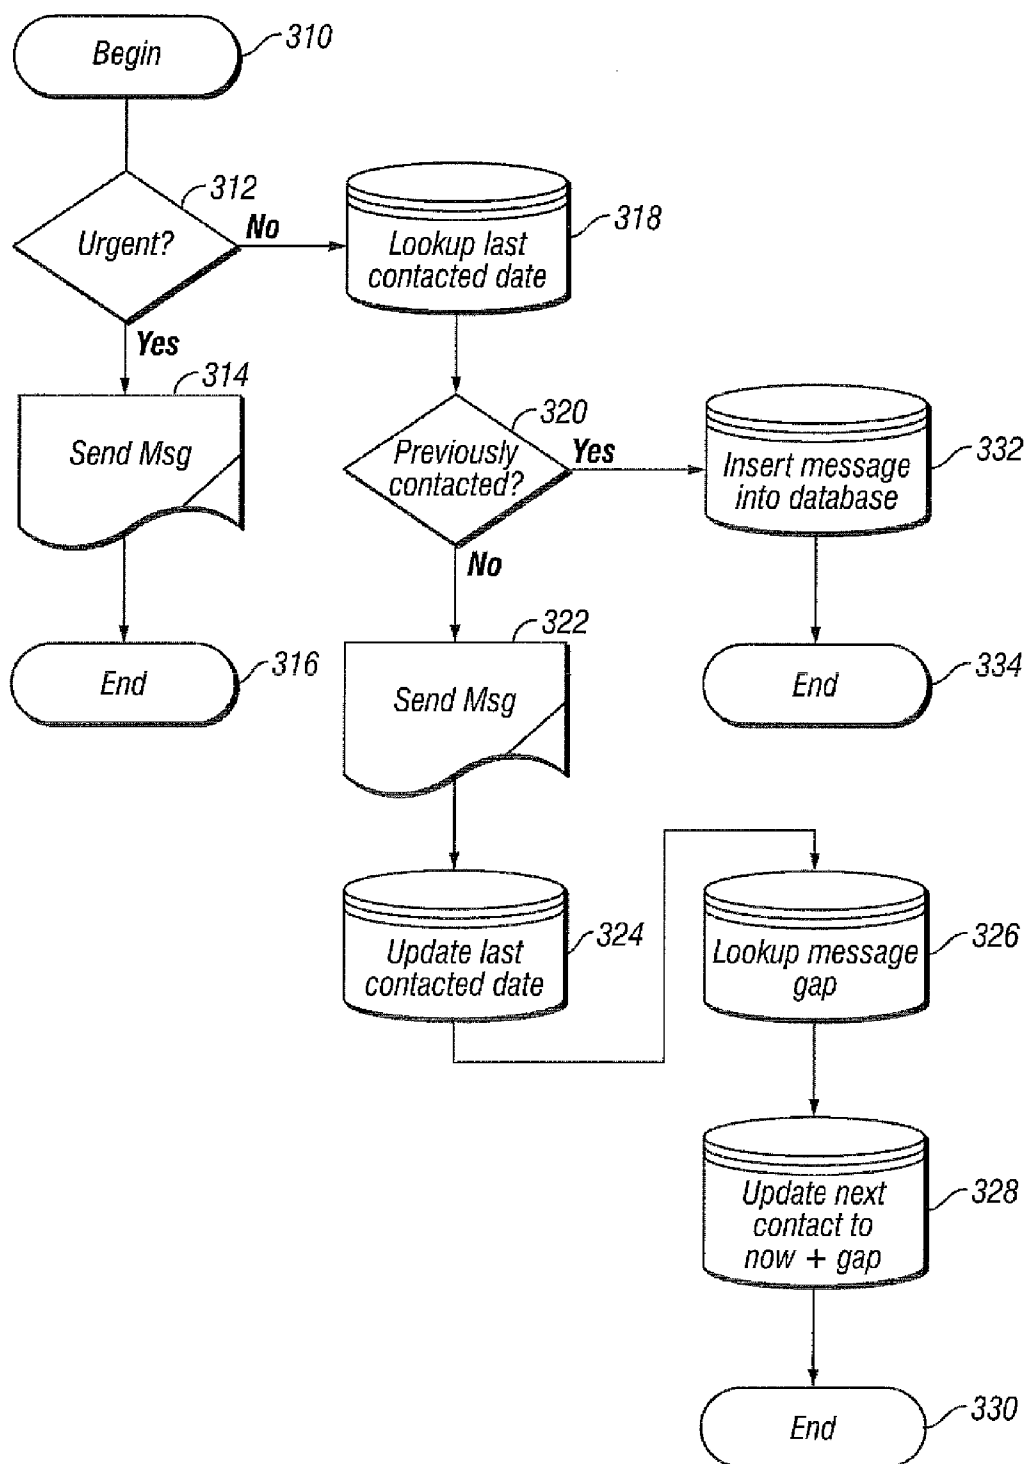 Begin
310
312
Urgent?
No
Lookup last
contacted date
318
Yes
314
Send Msg
320
Previously
contacted?
Yes
Insert message
into database
332
No
End
316
322
Send Msg
End
334
Update last
contacted date
324
Lookup message
gap
326
Update next
contact to
now + gap
328
End
330